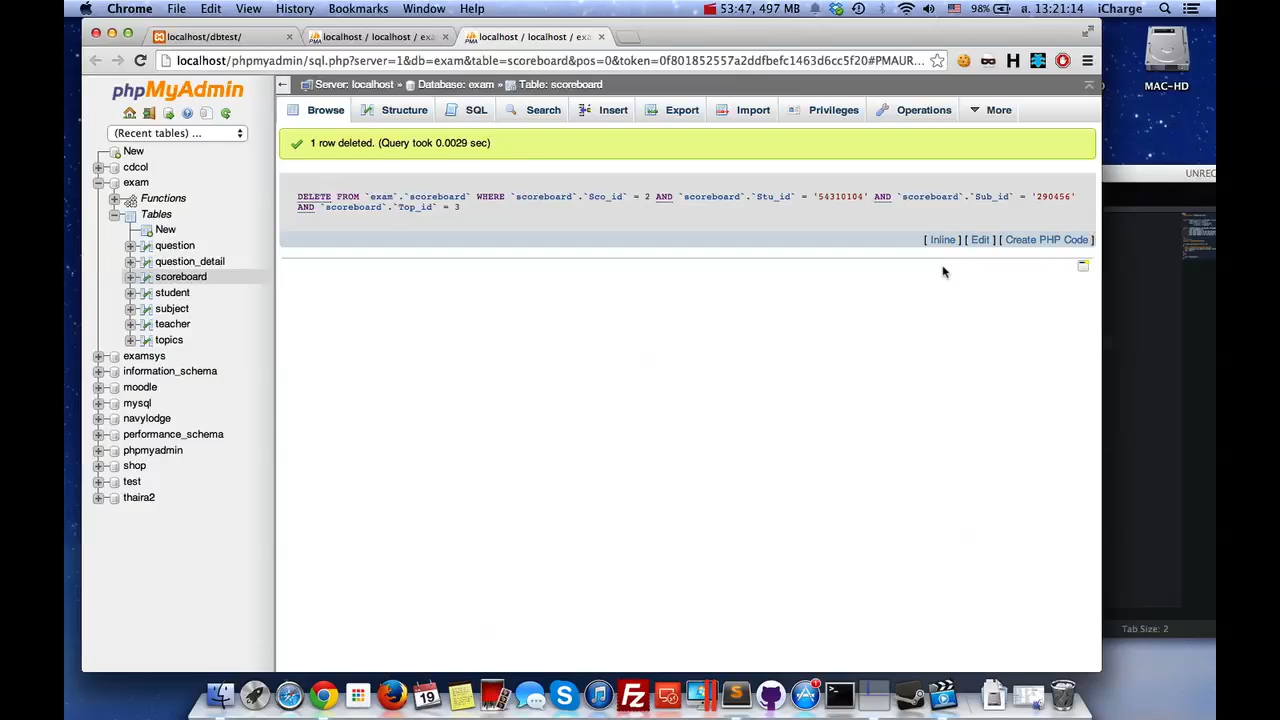 Chrome File Edit View History Bookmarks Window Help 53:47, 497 MB 98% ส. 13:21:14 iCharge
localhost/dbtest/ localhost / localhost / exa localhost / localhost / exa
localhost/phpmyadmin/sql.php?server=1&db=exam&table=scoreboard&pos=0&token=0f801852557a2ddfbefc1463d6cc5f20#PMAUR...
MAC-HD
phpMyAdmin
(Recent tables) ...
New
cdcol
exam
Functions
Tables
New
question
question_detail
scoreboard
student
subject
teacher
topics
examsys
information_schema
moodle
mysql
navylodge
performance_schema
phpmyadmin
shop
test
thaira2
Server: localhost » Database: exam » Table: scoreboard
Browse Structure SQL Search Insert Export Import Privileges Operations More
1 row deleted. (Query took 0.0029 sec)
DELETE FROM `exam`.`scoreboard` WHERE `scoreboard`.`Sco_id` = 2 AND `scoreboard`.`Stu_id` = '54310104' AND `scoreboard`.`Sub_id` = '290456'
AND `scoreboard`.`Top_id` = 3
[ Inline ] [ Edit ] [ Create PHP Code ]
UNREC
Tab Size: 2
19